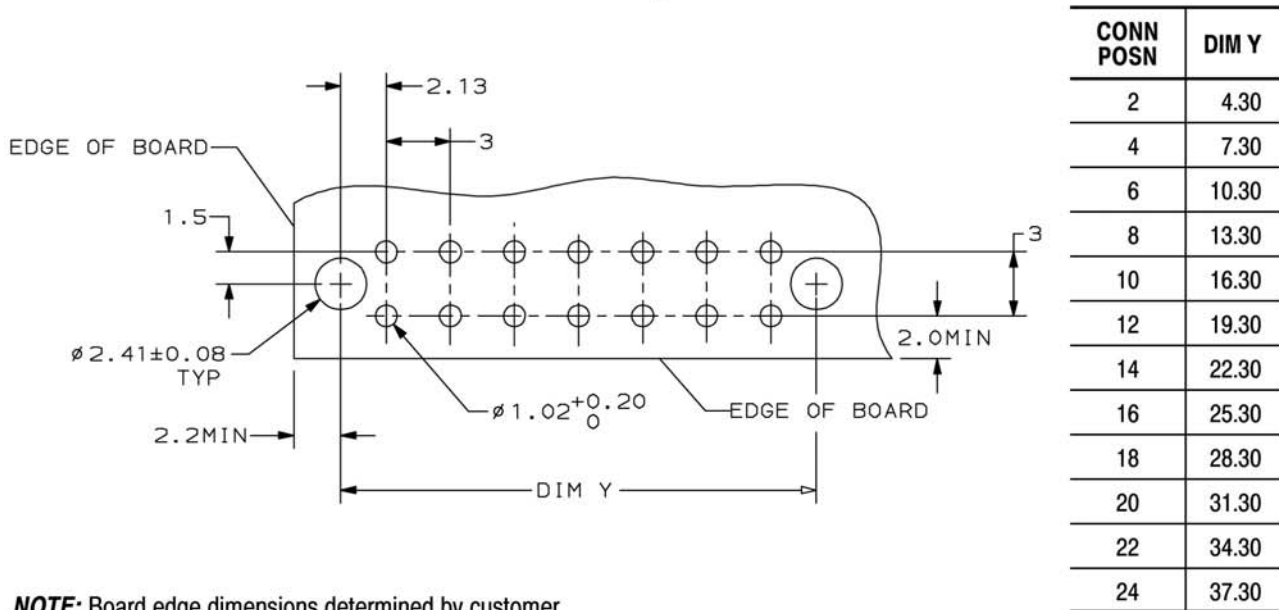 2.13
3
EDGE OF BOARD
1.5
3
2.0MIN
ø2.41±0.08
TYP
ø1.02+0.20
0
EDGE OF BOARD
2.2MIN
DIM Y
CONN POSN DIM Y
2 4.30
4 7.30
6 10.30
8 13.30
10 16.30
12 19.30
14 22.30
16 25.30
18 28.30
20 31.30
22 34.30
24 37.30
NOTE: Board edge dimensions determined by customer